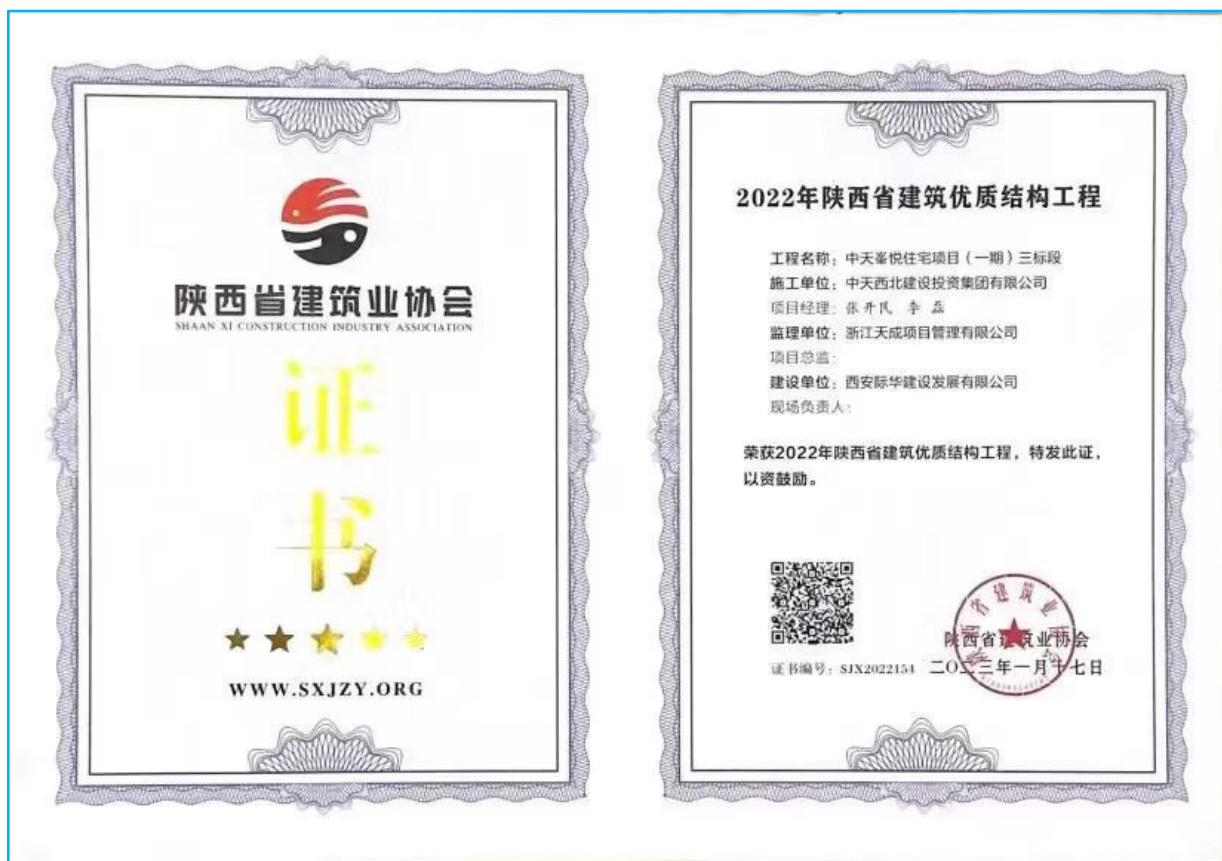 陕西省建筑业协会
SHAAN XI CONSTRUCTION INDUSTRY ASSOCIATION
证
书
WWW.SXJZY.ORG
2022年陕西省建筑优质结构工程
工程名称：中天峯悦住宅项目（一期）三标段
施工单位：中天西北建设投资集团有限公司
项目经理：张开民 李磊
监理单位：浙江天成项目管理有限公司
项目总监：
建设单位：西安际华建设发展有限公司
现场负责人：
荣获2022年陕西省建筑优质结构工程，特发此证，
以资鼓励。
陕西省建筑业协会
陕西省建筑业协会
证书编号：SJX2022154 二〇二三年一月十七日